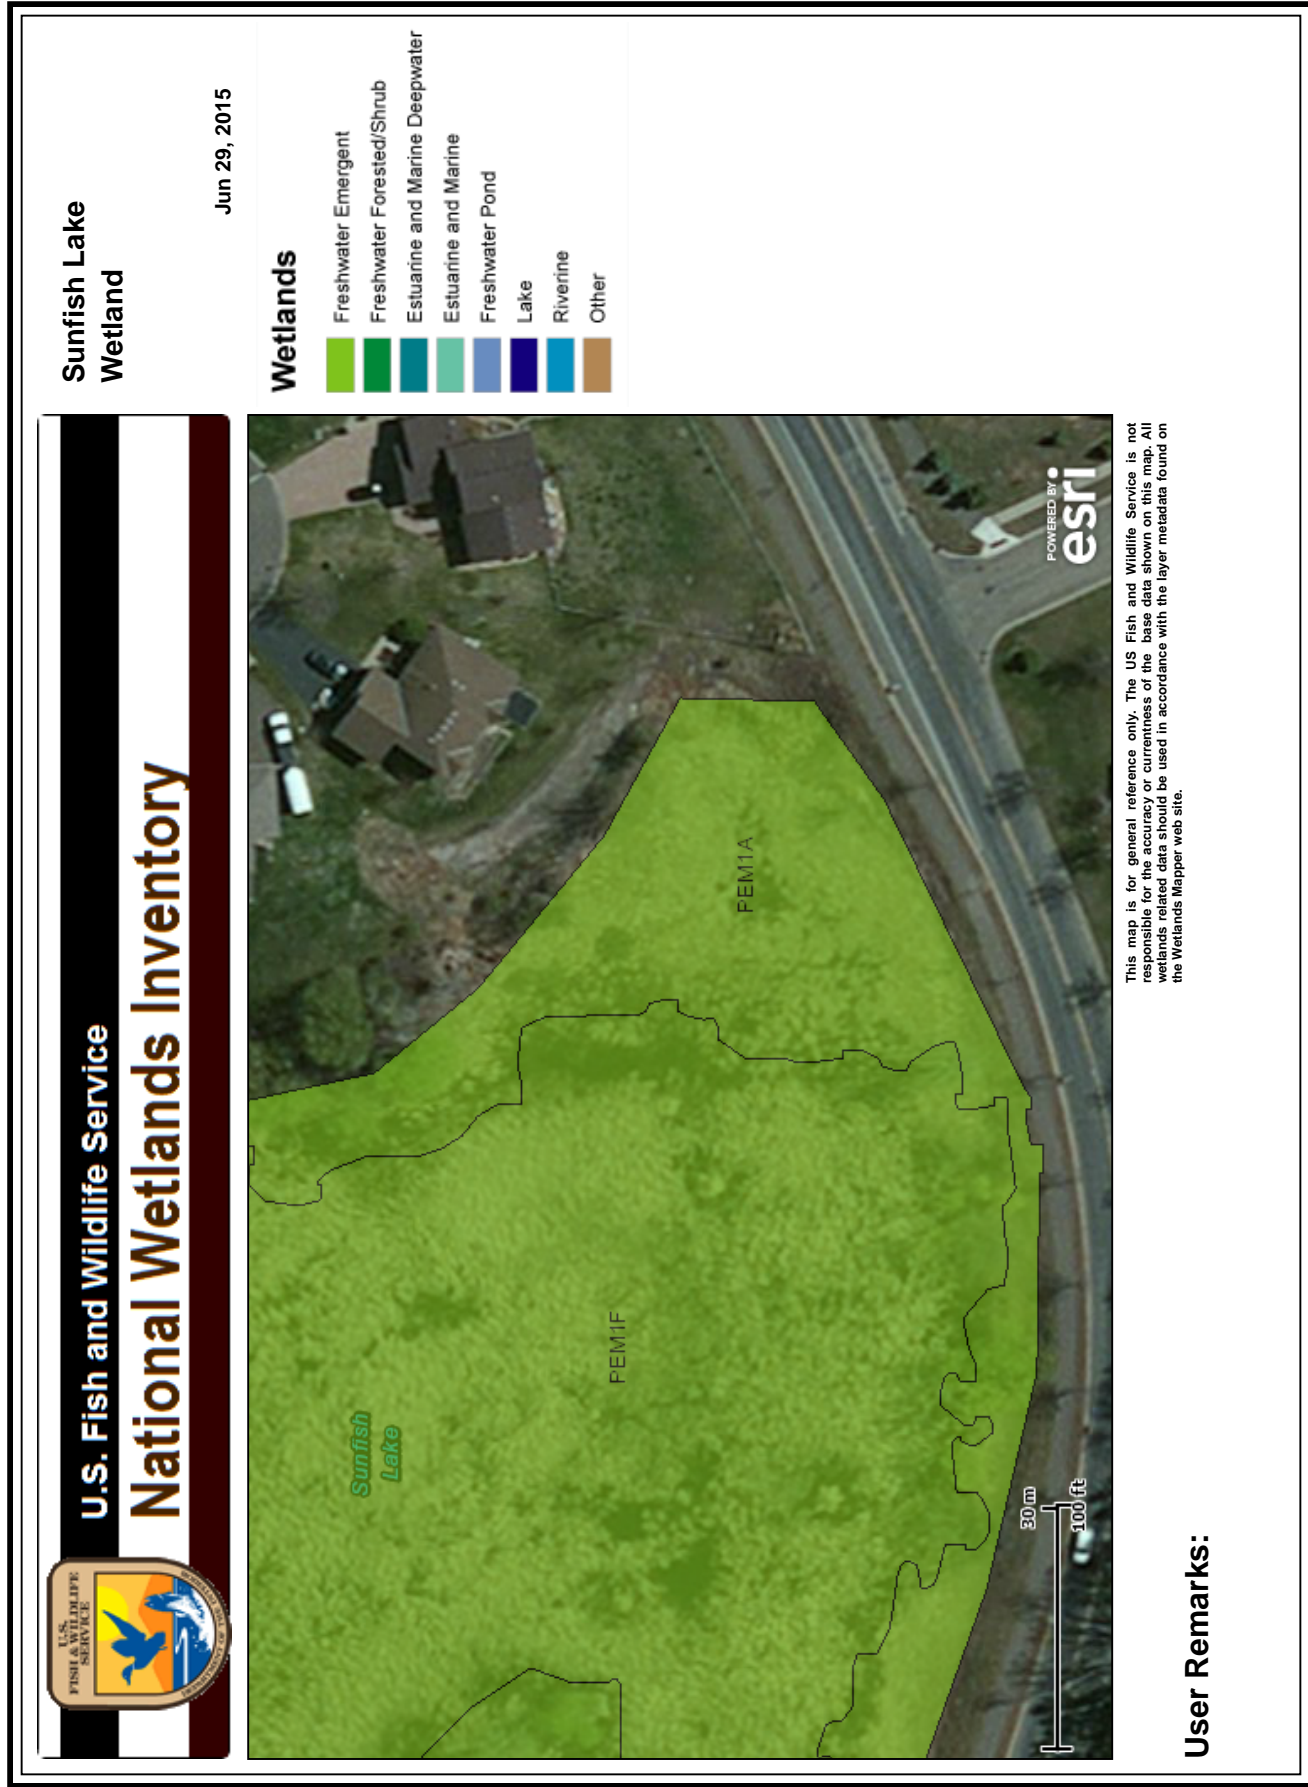 U.S.
FISH & WILDLIFE
SERVICE
DEPARTMENT OF THE INTERIOR
U.S. Fish and Wildlife Service
National Wetlands Inventory
Sunfish Lake
Wetland
Jun 29, 2015
Sunfish
Lake
PEM1F
PEM1A
30 m
100 ft
POWERED BY
esri
Wetlands
Freshwater Emergent
Freshwater Forested/Shrub
Estuarine and Marine Deepwater
Estuarine and Marine
Freshwater Pond
Lake
Riverine
Other
This map is for general reference only. The US Fish and Wildlife Service is not
responsible for the accuracy or currentness of the base data shown on this map. All
wetlands related data should be used in accordance with the layer metadata found on
the Wetlands Mapper web site.
User Remarks: